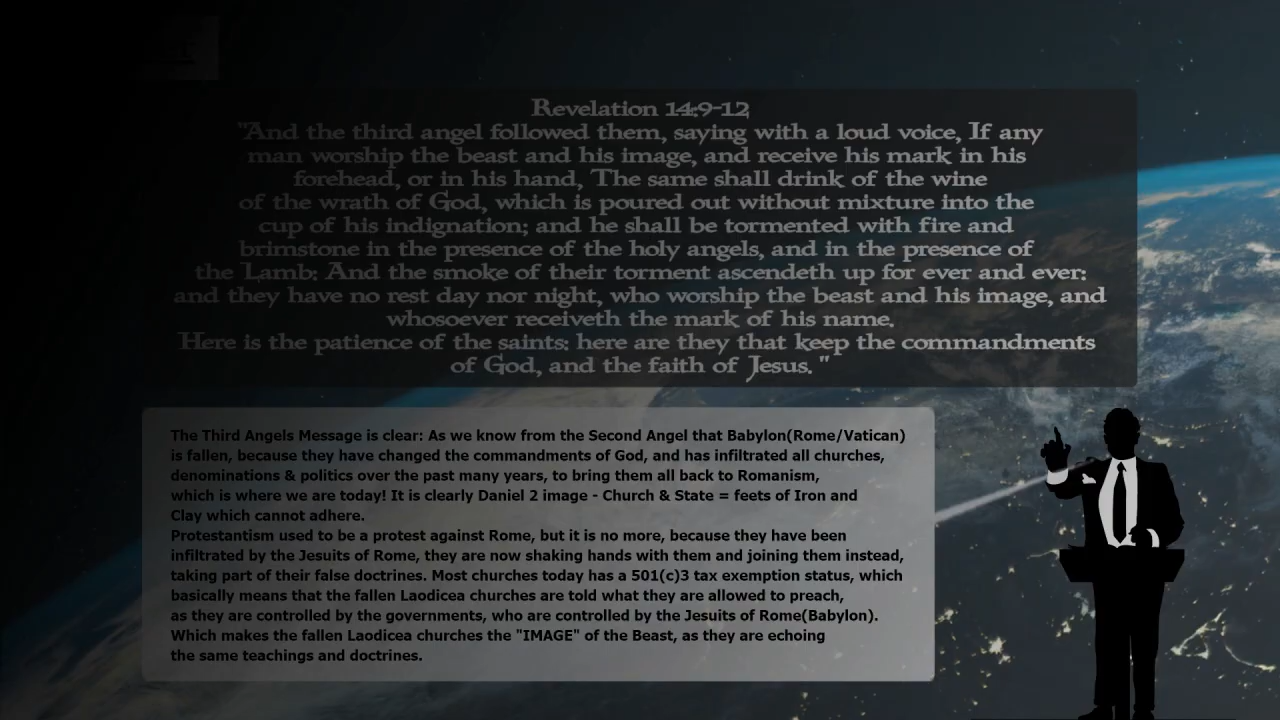 Revelation 14:9-12
"And the third angel followed them, saying with a loud voice, If any
man worship the beast and his image, and receive his mark in his
forehead, or in his hand, The same shall drink of the wine
of the wrath of God, which is poured out without mixture into the
cup of his indignation; and he shall be tormented with fire and
brimstone in the presence of the holy angels, and in the presence of
the Lamb: And the smoke of their torment ascendeth up for ever and ever:
and they have no rest day nor night, who worship the beast and his image, and
whosoever receiveth the mark of his name.
Here is the patience of the saints: here are they that keep the commandments
of God, and the faith of Jesus. "
The Third Angels Message is clear: As we know from the Second Angel that Babylon(Rome/Vatican)
is fallen, because they have changed the commandments of God, and has infiltrated all churches,
denominations & politics over the past many years, to bring them all back to Romanism,
which is where we are today! It is clearly Daniel 2 image - Church & State = feets of Iron and
Clay which cannot adhere.
Protestantism used to be a protest against Rome, but it is no more, because they have been
infiltrated by the Jesuits of Rome, they are now shaking hands with them and joining them instead,
taking part of their false doctrines. Most churches today has a 501(c)3 tax exemption status, which
basically means that the fallen Laodicea churches are told what they are allowed to preach,
as they are controlled by the governments, who are controlled by the Jesuits of Rome(Babylon).
Which makes the fallen Laodicea churches the "IMAGE" of the Beast, as they are echoing
the same teachings and doctrines.